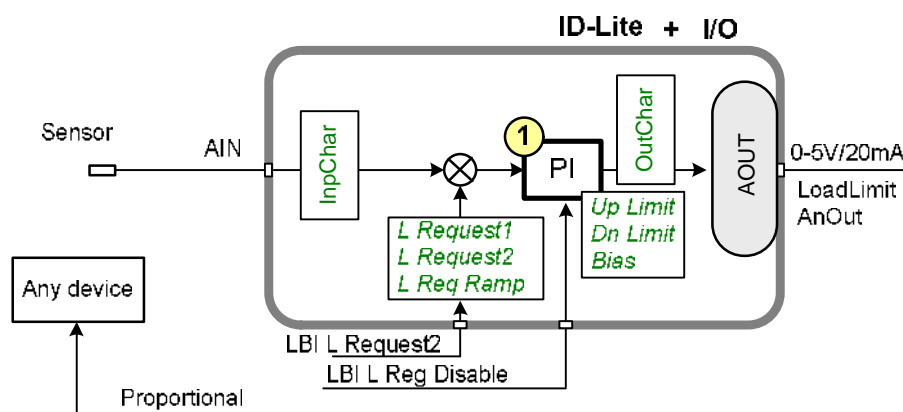 ID-Lite + I/O
Sensor
AIN
InpChar
1
PI
OutChar
AOUT
0-5V/20mA
LoadLimit
AnOut
Up Limit
Dn Limit
Bias
L Request1
L Request2
L Req Ramp
Any device
LBI L Request2
LBI L Reg Disable
Proportional